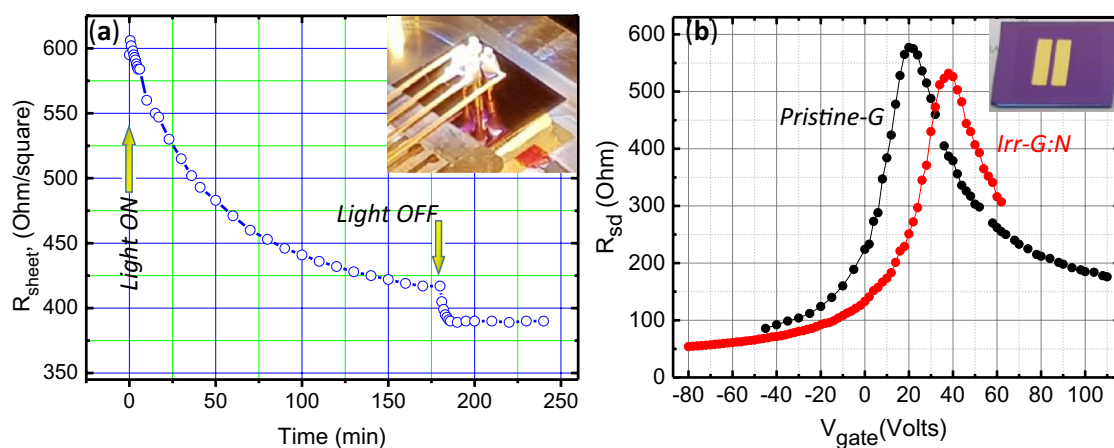 (a)
600
550
500
450
400
350
R_sheet, (Ohm/square)
Light ON
Light OFF
0 50 100 150 200 250
Time (min)
(b)
600
500
400
300
200
100
0
R_sd (Ohm)
Pristine-G
Irr-G:N
-80 -60 -40 -20 0 20 40 60 80 100
V_gate(Volts)